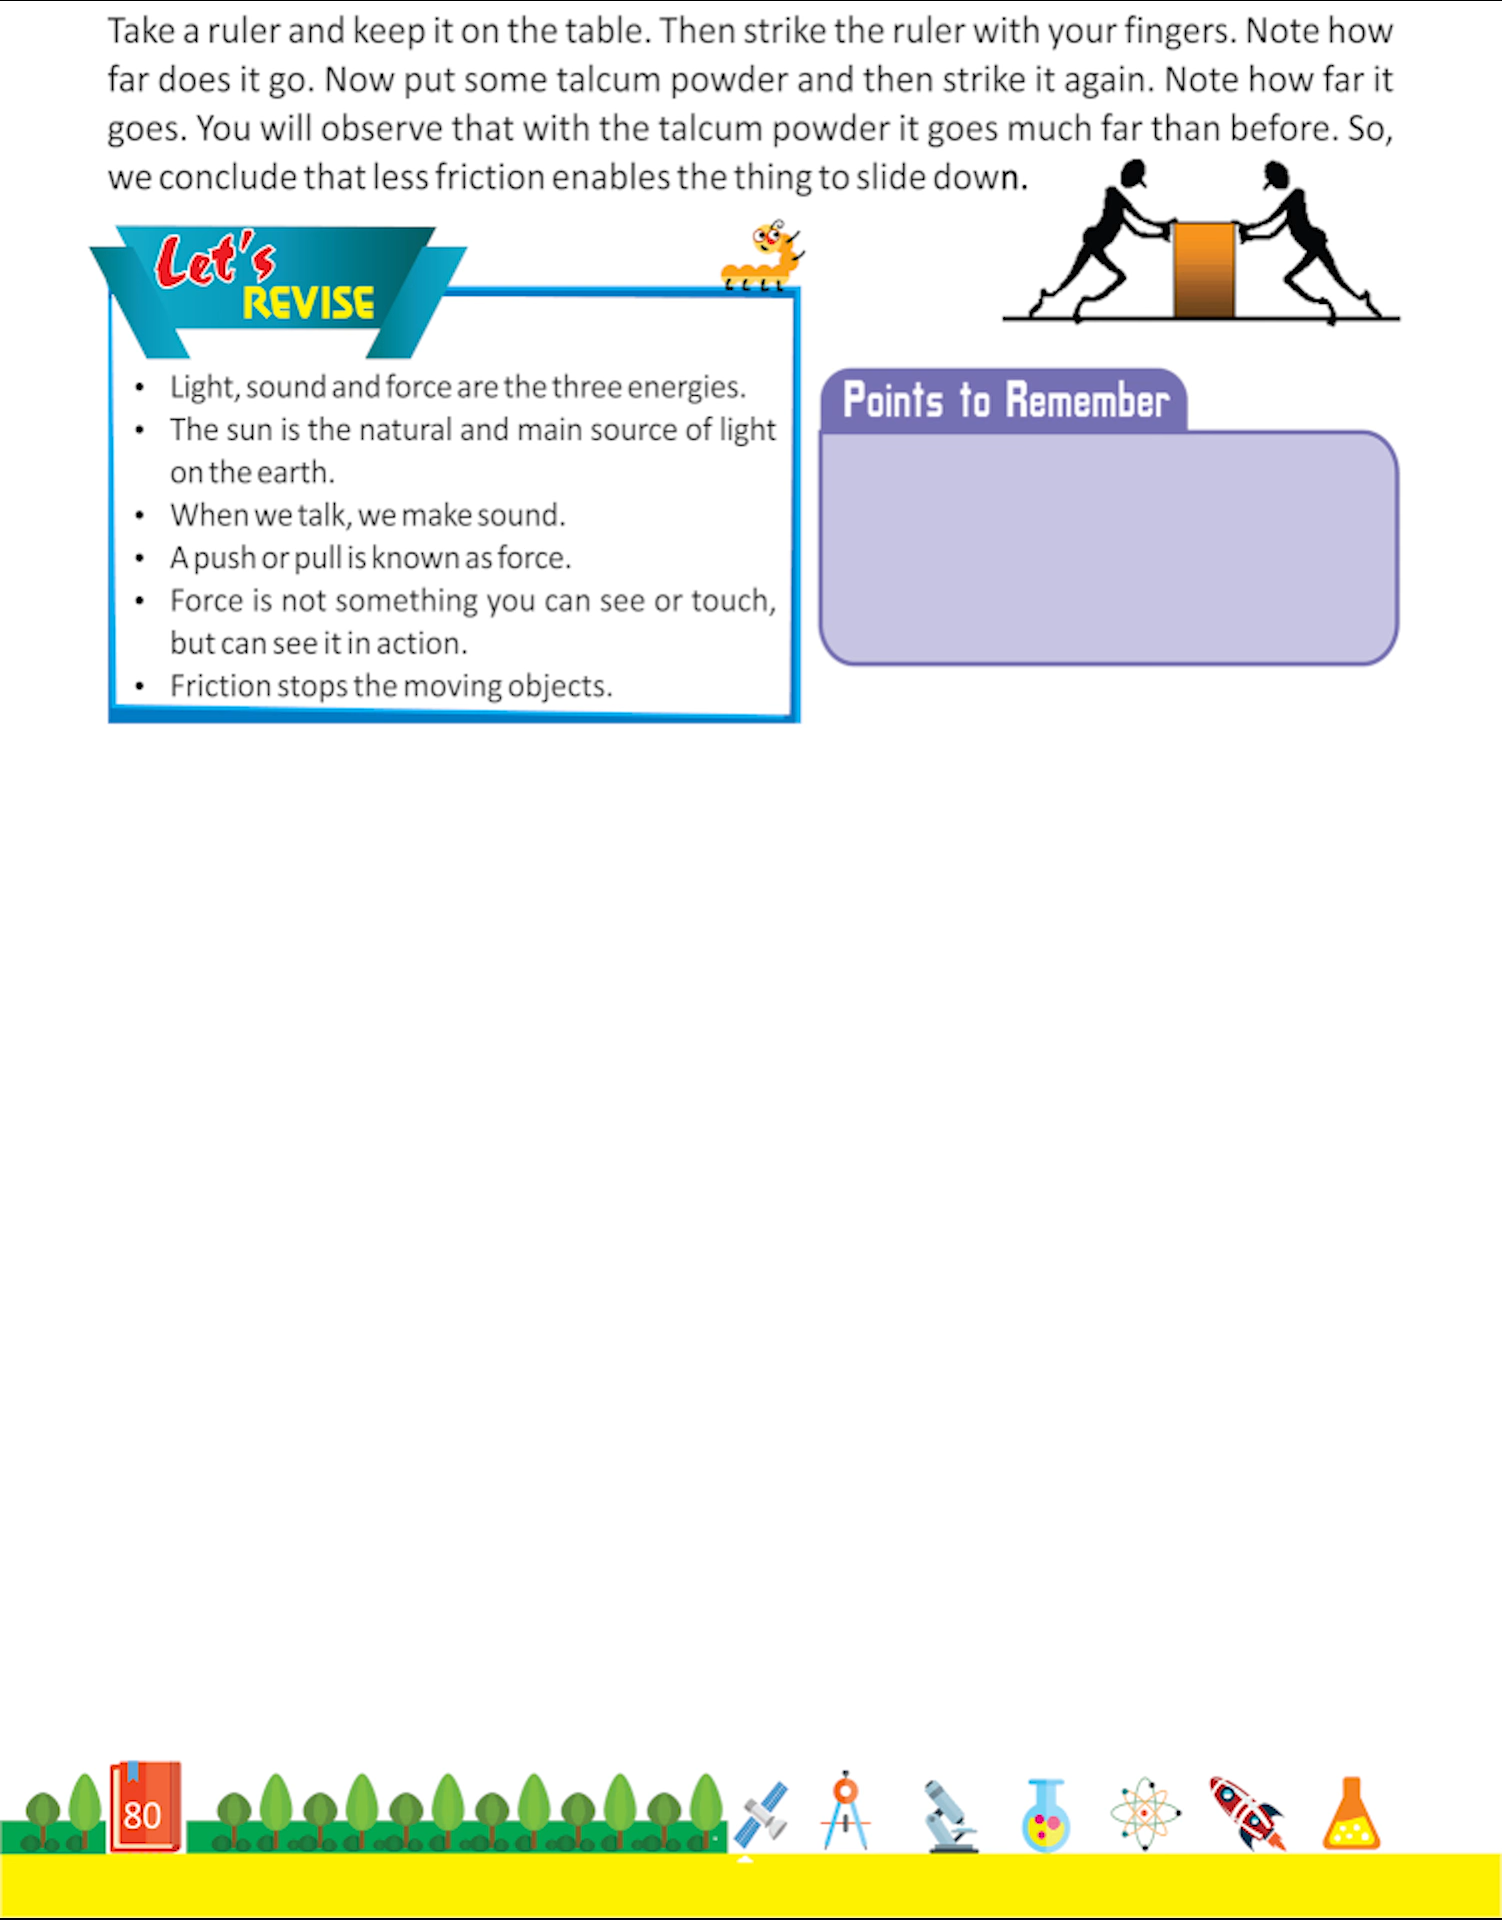 Take a ruler and keep it on the table. Then strike the ruler with your fingers. Note how
far does it go. Now put some talcum powder and then strike it again. Note how far it
goes. You will observe that with the talcum powder it goes much far than before. So,
we conclude that less friction enables the thing to slide down.
Let's
REVISE
• Light, sound and force are the three energies.
• The sun is the natural and main source of light
on the earth.
• When we talk, we make sound.
• A push or pull is known as force.
• Force is not something you can see or touch,
but can see it in action.
• Friction stops the moving objects.
Points to Remember
80